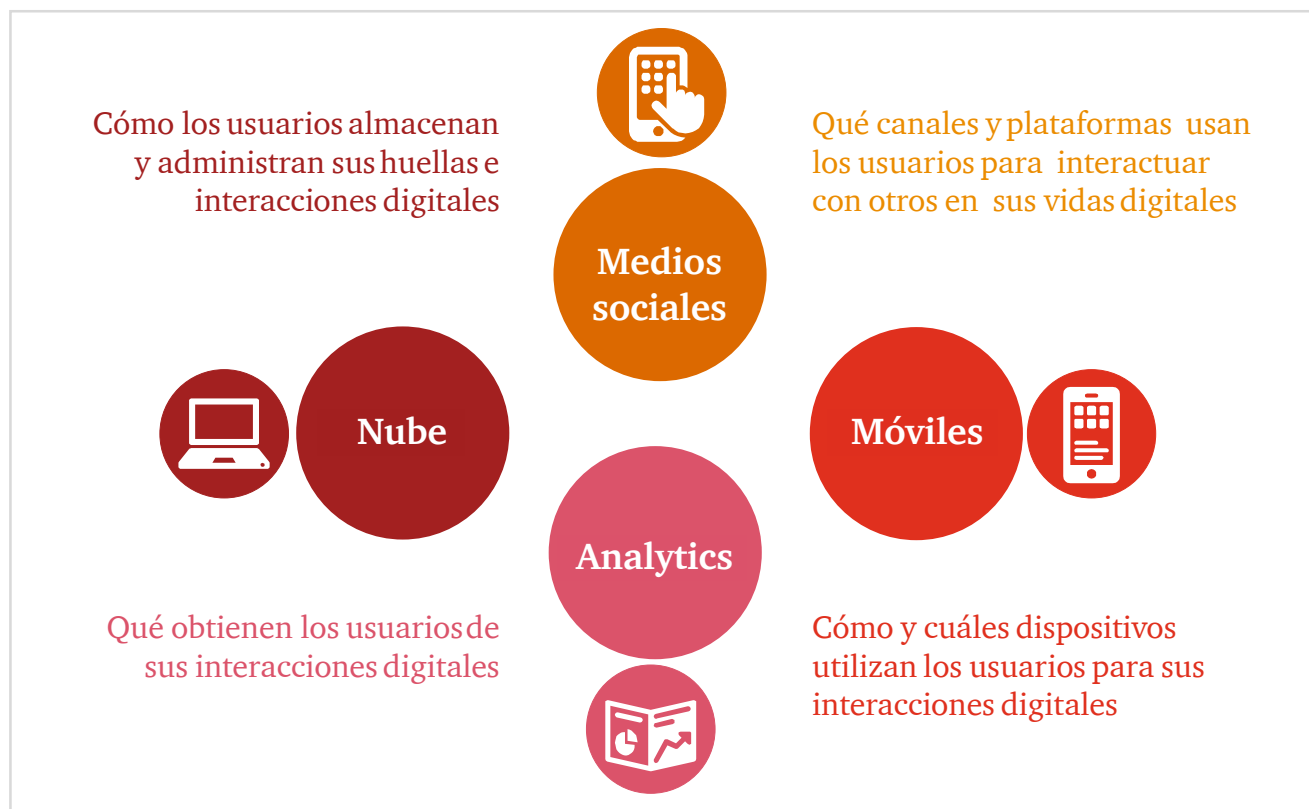 Cómo los usuarios almacenan
y administran sus huellas e
interacciones digitales
Qué canales y plataformas usan
los usuarios para interactuar
con otros en sus vidas digitales
Medios
sociales
Nube
Móviles
Analytics
Qué obtienen los usuarios de
sus interacciones digitales
Cómo y cuáles dispositivos
utilizan los usuarios para sus
interacciones digitales